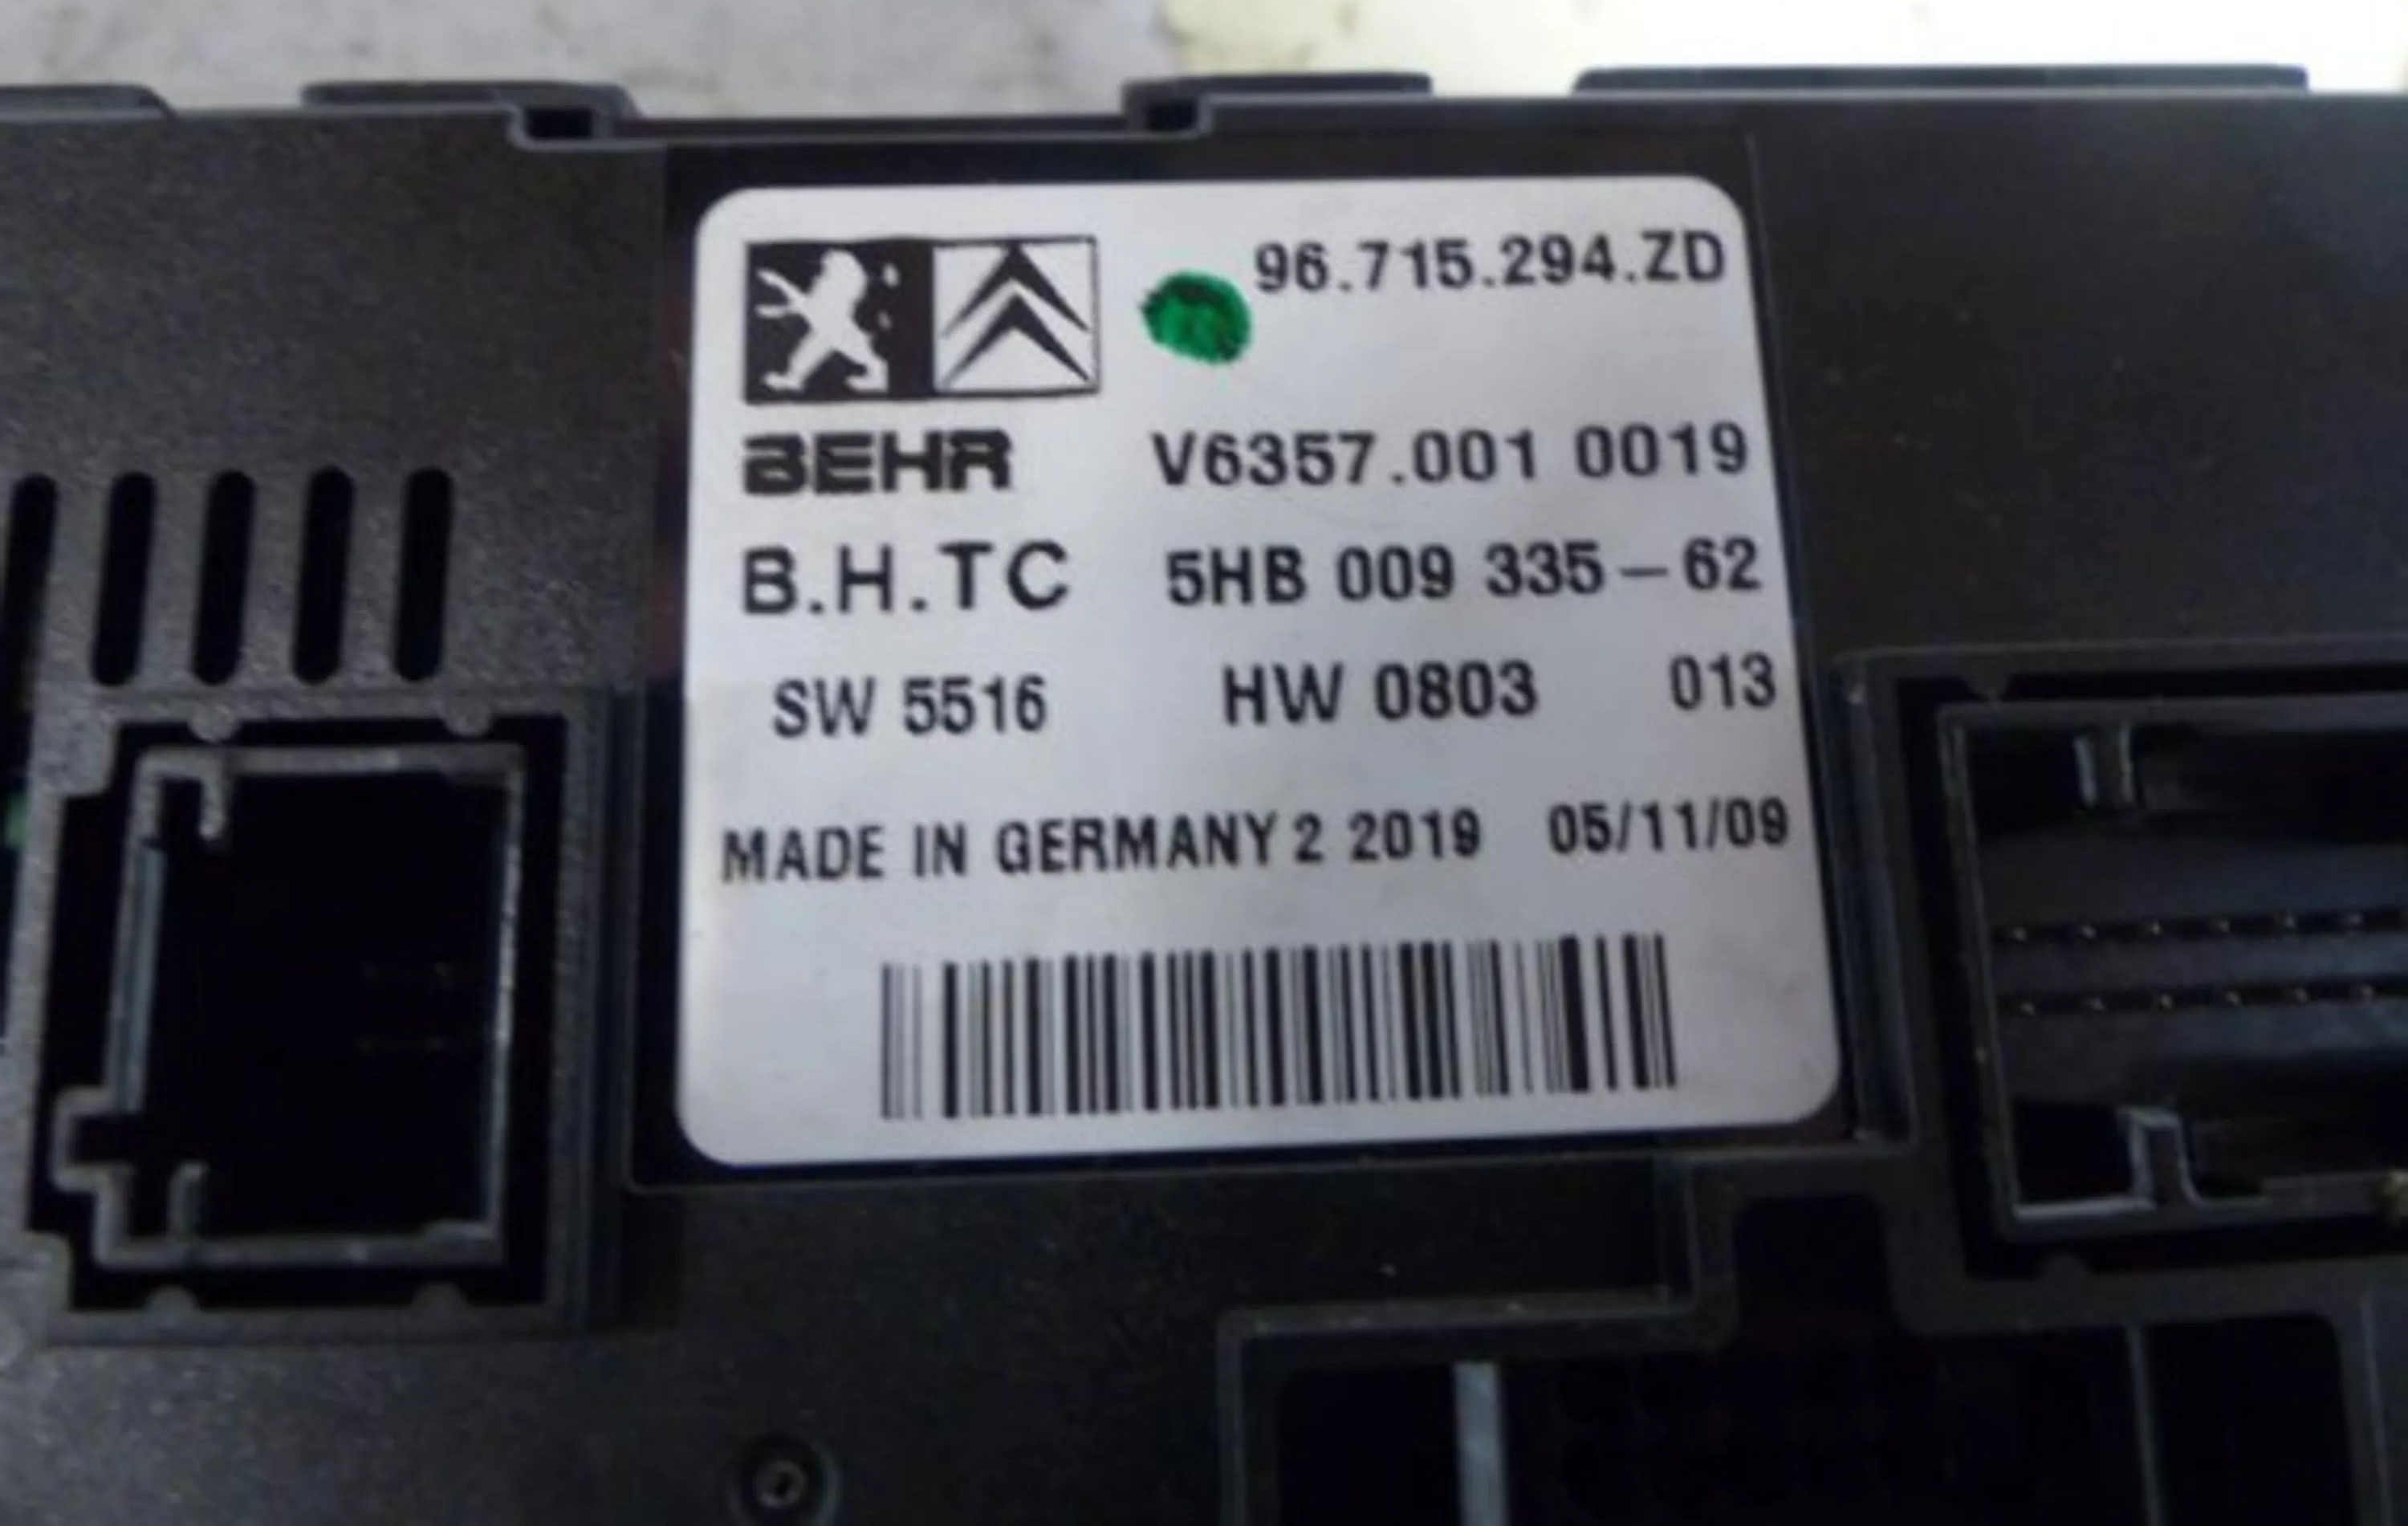 96.715.294.ZD
BEHR V6357.001 0019
B.H.TC 5HB 009 335-62
SW 5516 HW 0803 013
MADE IN GERMANY 2 2019 05/11/09